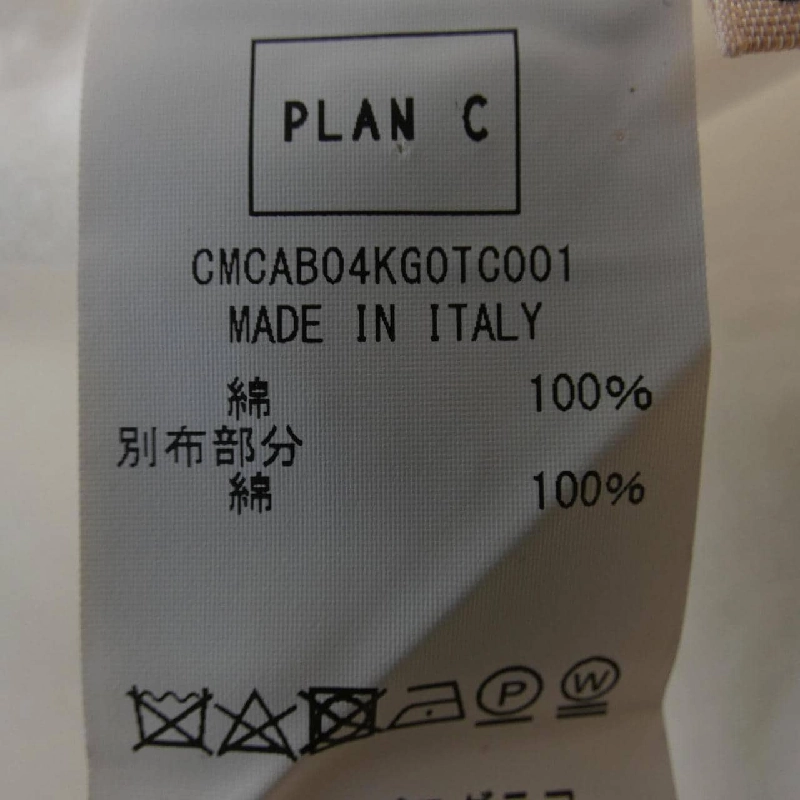 PLAN C
CMCAB04KG0TC001
MADE IN ITALY
綿 100%
別布部分
綿 100%
P W